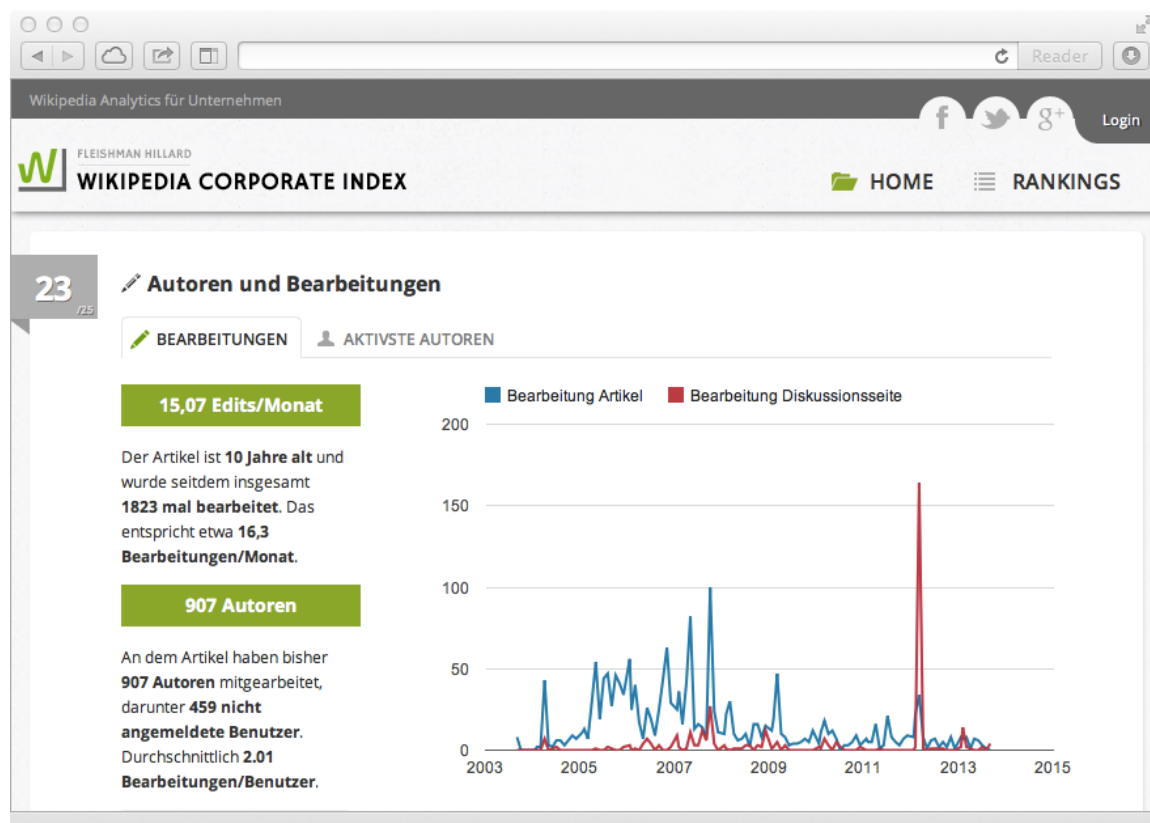 Reader
Wikipedia Analytics für Unternehmen
f
g+
Login
W
FLEISHMAN HILLARD
WIKIPEDIA CORPORATE INDEX
HOME
RANKINGS
23
/25
Autoren und Bearbeitungen
BEARBEITUNGEN
AKTIVSTE AUTOREN
15,07 Edits/Monat
Der Artikel ist 10 Jahre alt und
wurde seitdem insgesamt
1823 mal bearbeitet. Das
entspricht etwa 16,3
Bearbeitungen/Monat.
907 Autoren
An dem Artikel haben bisher
907 Autoren mitgearbeitet,
darunter 459 nicht
angemeldete Benutzer.
Durchschnittlich 2.01
Bearbeitungen/Benutzer.
Bearbeitung Artikel
Bearbeitung Diskussionsseite
200
150
100
50
0
2003 2005 2007 2009 2011 2013 2015